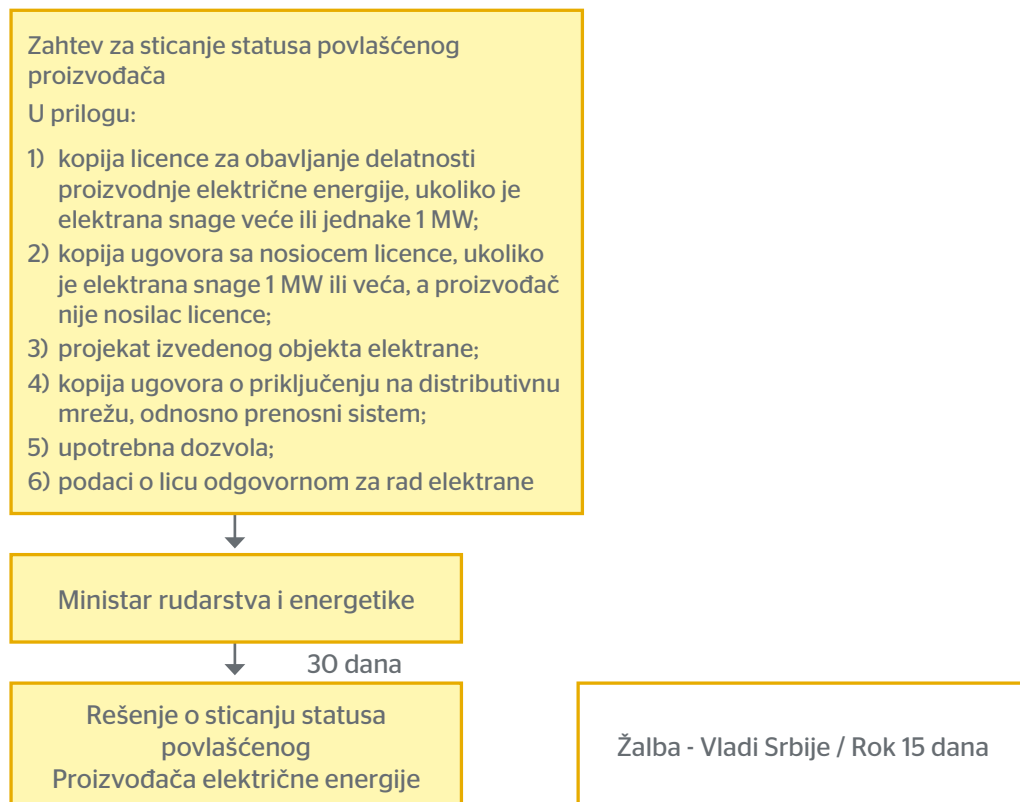 Zahtev za sticanje statusa povlašćenog
proizvođača
U prilogu:
1) kopija licence za obavljanje delatnosti
proizvodnje električne energije, ukoliko je
elektrana snage veće ili jednake 1 MW;
2) kopija ugovora sa nosiocem licence, ukoliko
je elektrana snage 1 MW ili veća, a proizvođač
nije nosilac licence;
3) projekat izvedenog objekta elektrane;
4) kopija ugovora o priključenju na distributivnu
mrežu, odnosno prenosni sistem;
5) upotrebna dozvola;
6) podaci o licu odgovornom za rad elektrane
Ministar rudarstva i energetike
30 dana
Rešenje o sticanju statusa
povlašćenog
Proizvođača električne energije
Žalba - Vladi Srbije / Rok 15 dana